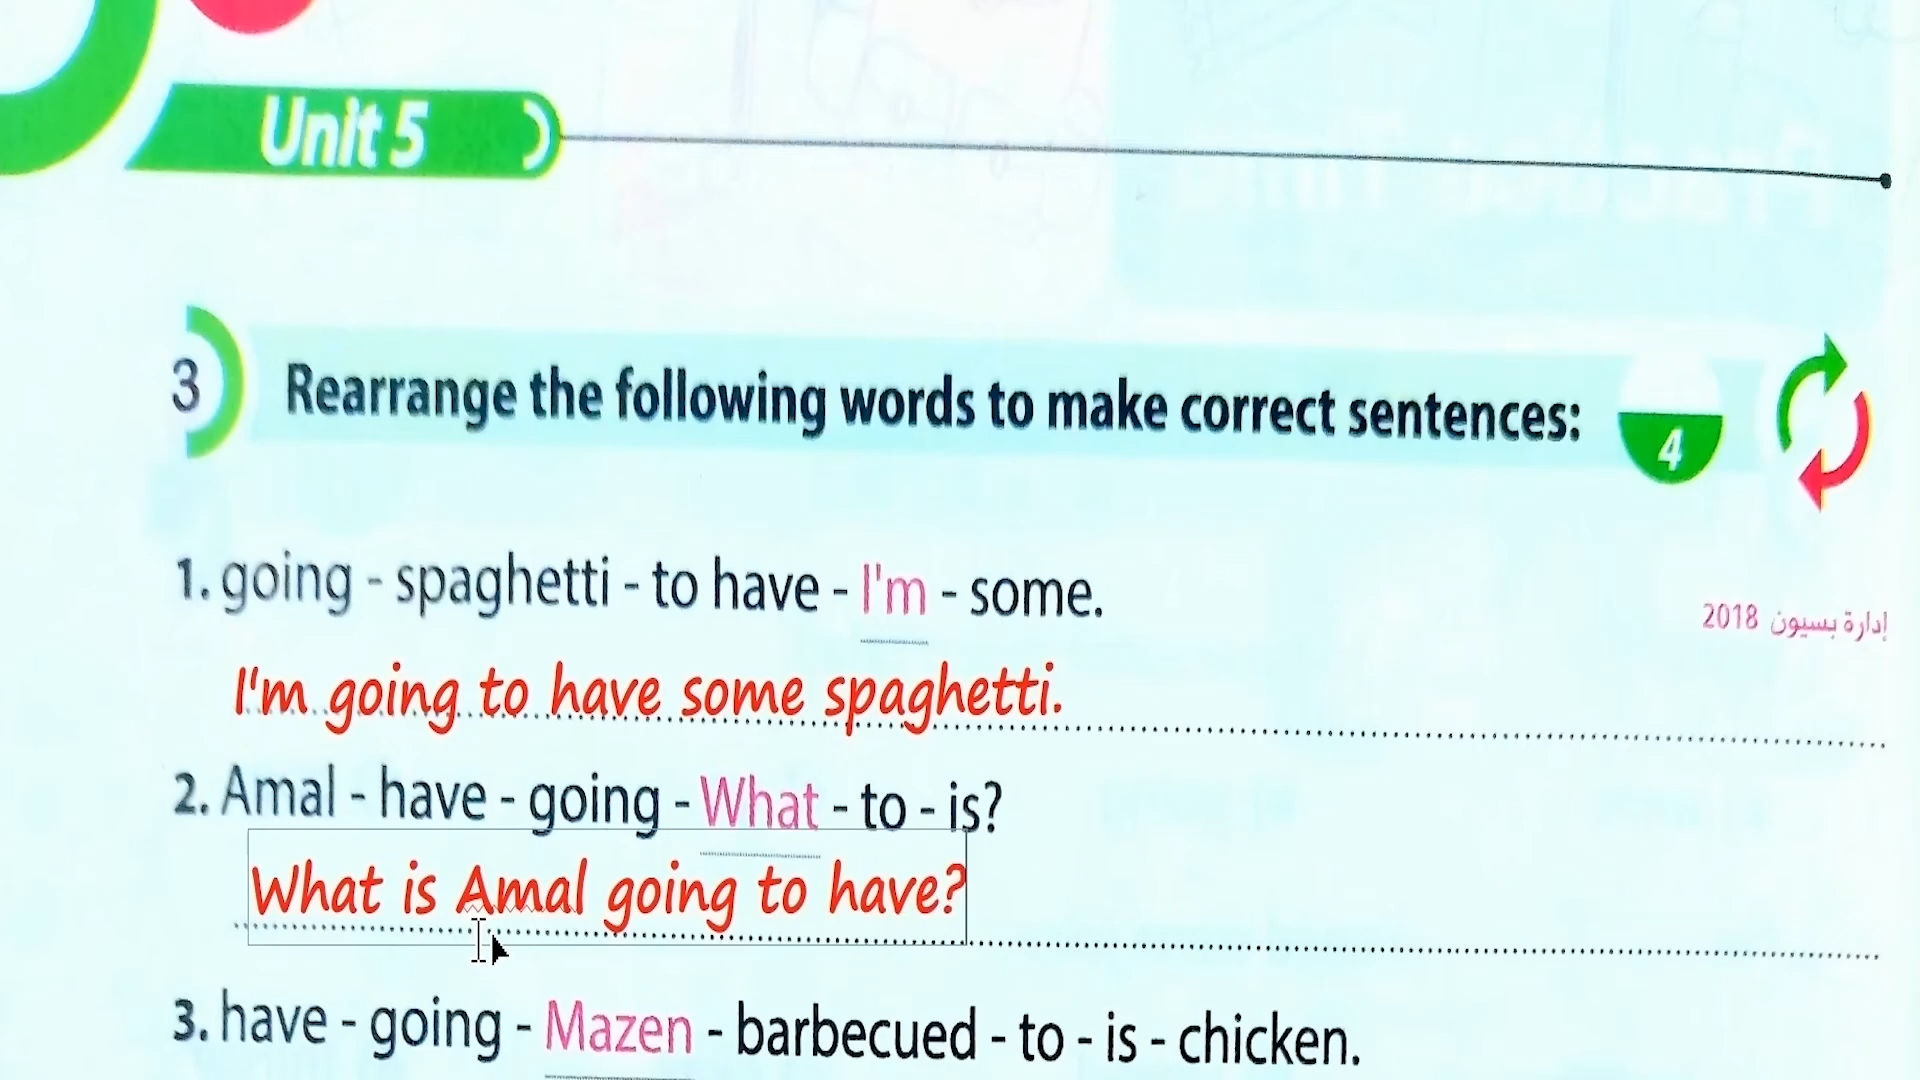 Unit 5
3 Rearrange the following words to make correct sentences: 4
1. going - spaghetti - to have - I'm - some.
إدارة بسيون 2018
I'm going to have some spaghetti.
2. Amal - have - going - What - to - is?
What is Amal going to have?
3. have - going - Mazen - barbecued - to - is - chicken.